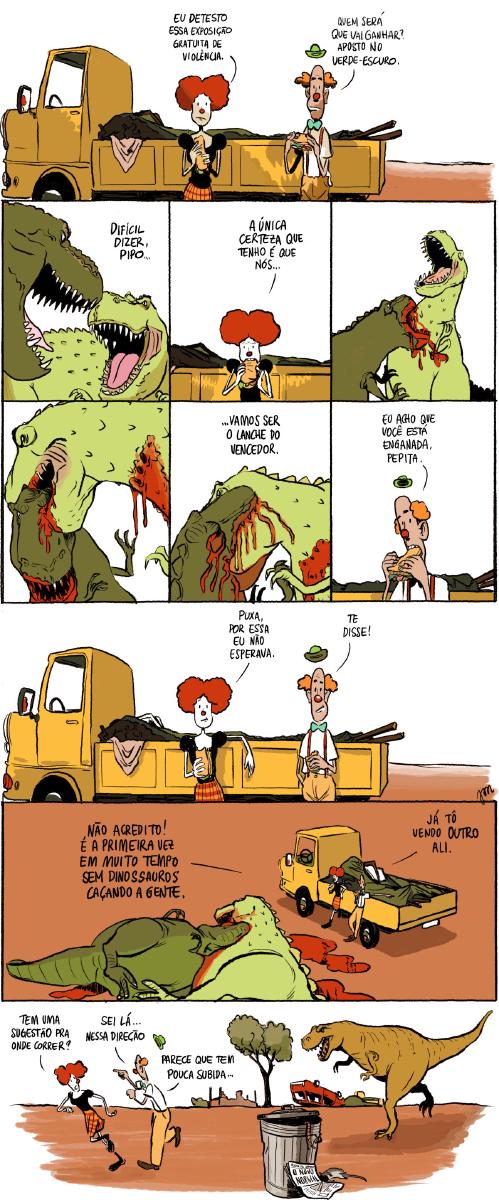 EU DETESTO
ESSA EXPOSIÇÃO
GRATUITA DE
VIOLÊNCIA.
QUEM SERÁ
QUE VAI GANHAR?
APOSTO NO
VERDE-ESCURO.
DIFÍCIL
DIZER,
PIPO...
A ÚNICA
CERTEZA QUE
TENHO É QUE
NÓS...
...VAMOS SER
O LANCHE DO
VENCEDOR.
EU ACHO QUE
VOCÊ ESTÁ
ENGANADA,
PEPITA.
PUXA,
POR ESSA
EU NÃO
ESPERAVA.
TE
DISSE!
NÃO ACREDITO!
É A PRIMEIRA VEZ
EM MUITO TEMPO
SEM DINOSSAUROS
CAÇANDO A GENTE.
JÁ TÔ
VENDO OUTRO
ALI.
TEM UMA
SUGESTÃO PRA
ONDE CORRER?
SEI LÁ...
NESSA DIREÇÃO
PARECE QUE TEM
POUCA SUBIDA...
O NOVO
NORMAL